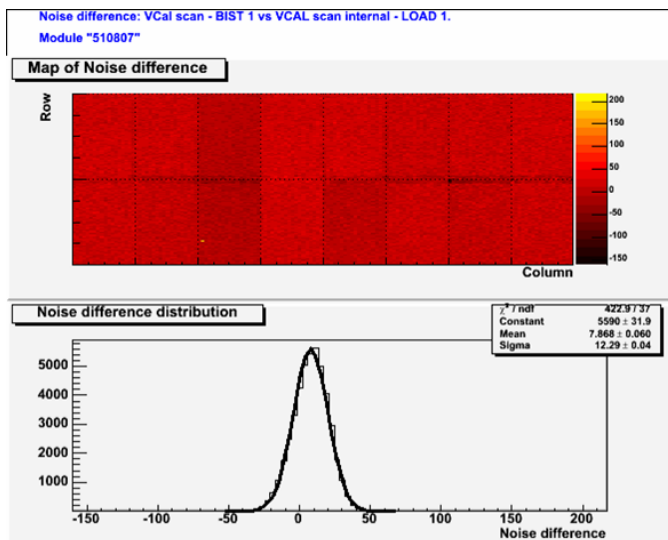 Noise difference: VCal scan - BIST 1 vs VCAL scan internal - LOAD 1.
Module "510807"
Map of Noise difference
Row
200
150
100
50
0
-50
-100
-150
Column
Noise difference distribution
χ² / ndf 422.9 / 37
Constant 5590 ± 31.9
Mean 7.868 ± 0.060
Sigma 12.29 ± 0.04
5000
4000
3000
2000
1000
-150 -100 -50 0 50 100 150 200
Noise difference